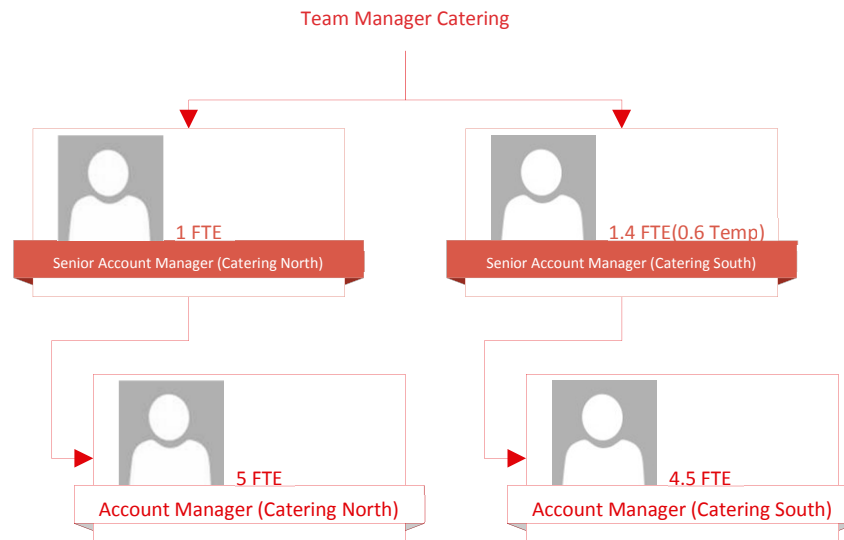 Team Manager Catering
1 FTE
Senior Account Manager (Catering North)
1.4 FTE(0.6 Temp)
Senior Account Manager (Catering South)
5 FTE
Account Manager (Catering North)
4.5 FTE
Account Manager (Catering South)